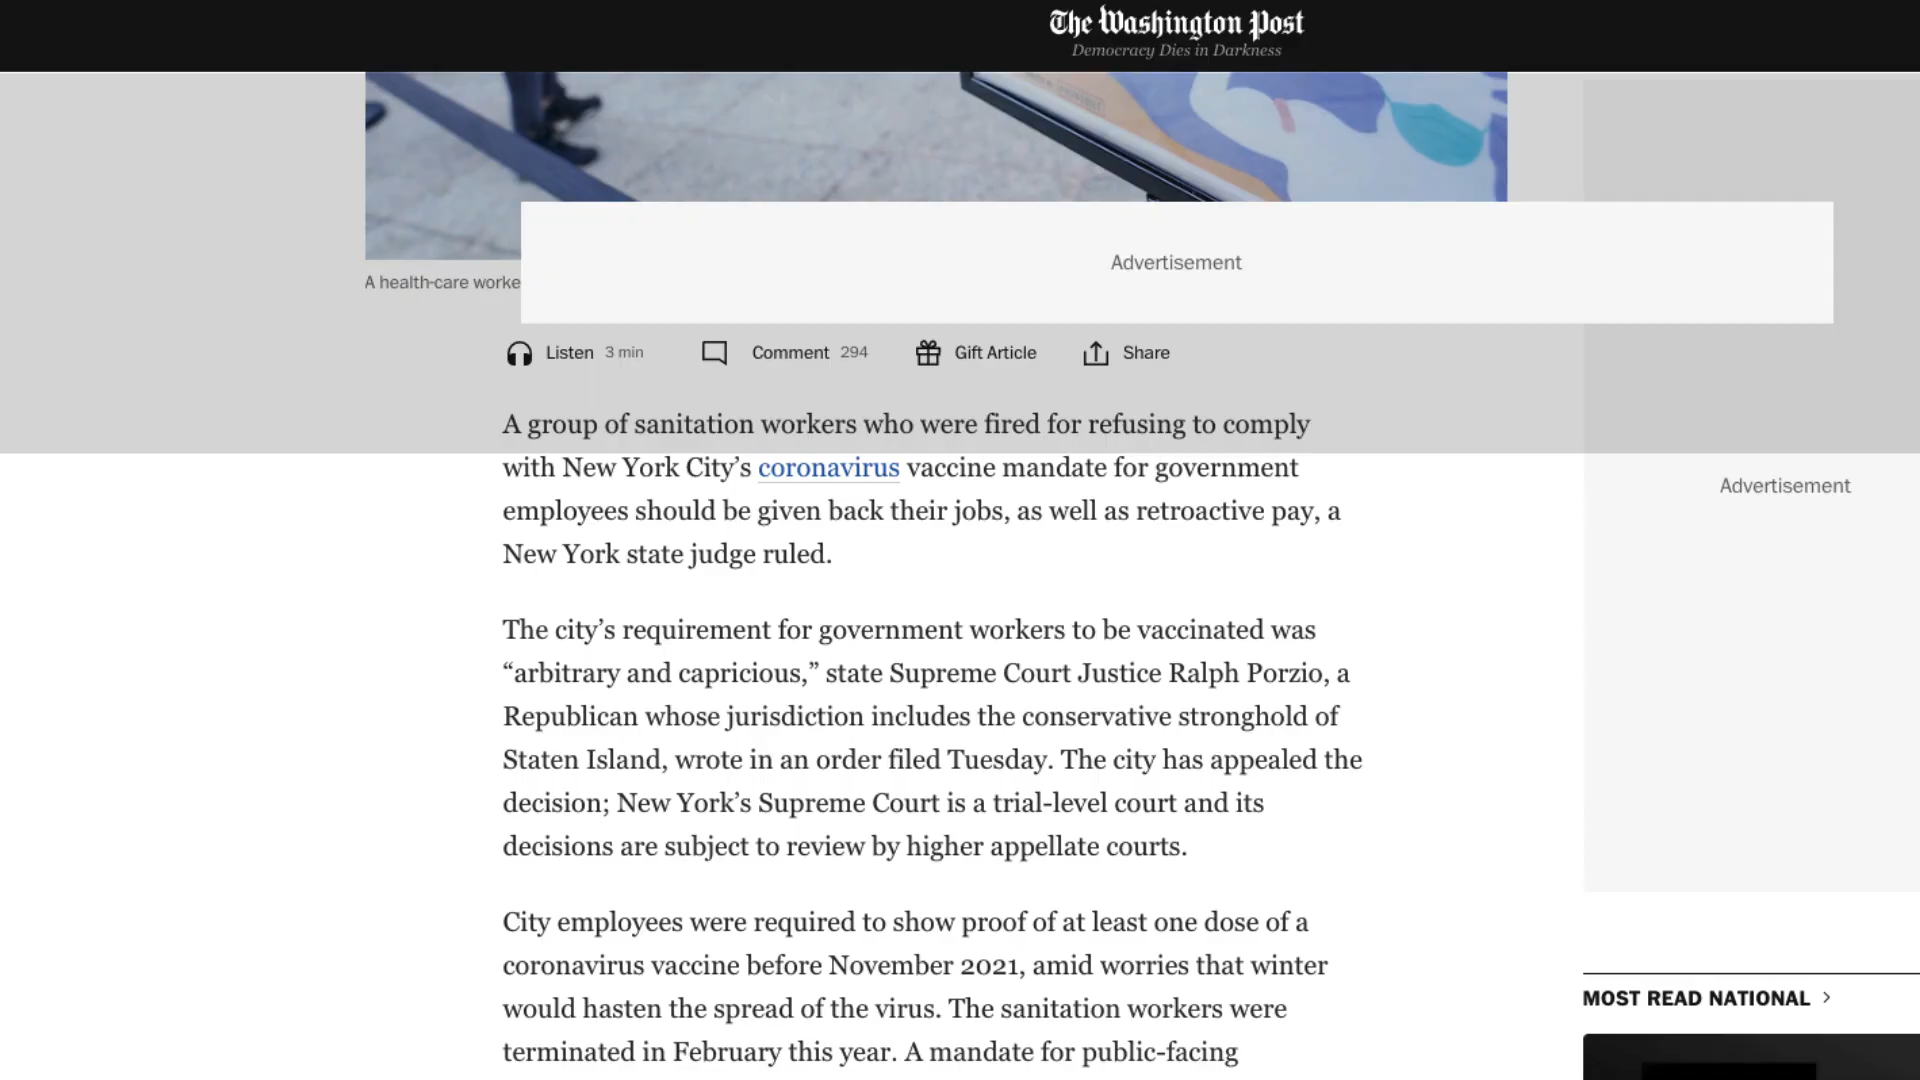 The Washington Post
Democracy Dies in Darkness
Advertisement
A health-care worke
Listen 3 min Comment 294 Gift Article Share
A group of sanitation workers who were fired for refusing to comply
with New York City’s coronavirus vaccine mandate for government
employees should be given back their jobs, as well as retroactive pay, a
New York state judge ruled.
The city’s requirement for government workers to be vaccinated was
“arbitrary and capricious,” state Supreme Court Justice Ralph Porzio, a
Republican whose jurisdiction includes the conservative stronghold of
Staten Island, wrote in an order filed Tuesday. The city has appealed the
decision; New York’s Supreme Court is a trial-level court and its
decisions are subject to review by higher appellate courts.
City employees were required to show proof of at least one dose of a
coronavirus vaccine before November 2021, amid worries that winter
would hasten the spread of the virus. The sanitation workers were
terminated in February this year. A mandate for public-facing
Advertisement
MOST READ NATIONAL